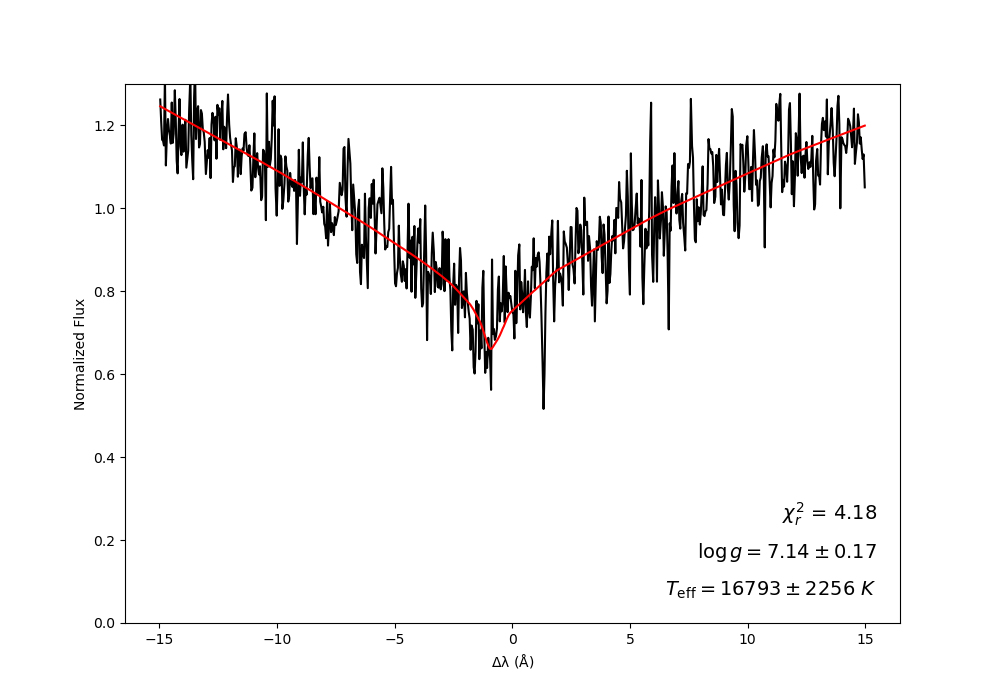 1.2
1.0
0.8
0.6
0.4
0.2
0.0
Normalized Flux
χ²ᵣ = 4.18
log g = 7.14 ± 0.17
T_eff = 16793 ± 2256 K
−15 −10 −5 0 5 10 15
Δλ (Å)